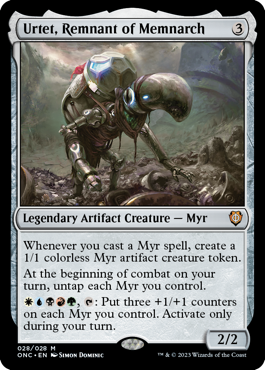 Urtet, Remnant of Memnarch 3
Legendary Artifact Creature — Myr
Whenever you cast a Myr spell, create a
1/1 colorless Myr artifact creature token.
At the beginning of combat on your
turn, untap each Myr you control.
, : Put three +1/+1 counters
on each Myr you control. Activate only
during your turn.
2/2
028/028 M
ONC • EN Simon Dominic ™ & © 2023 Wizards of the Coast